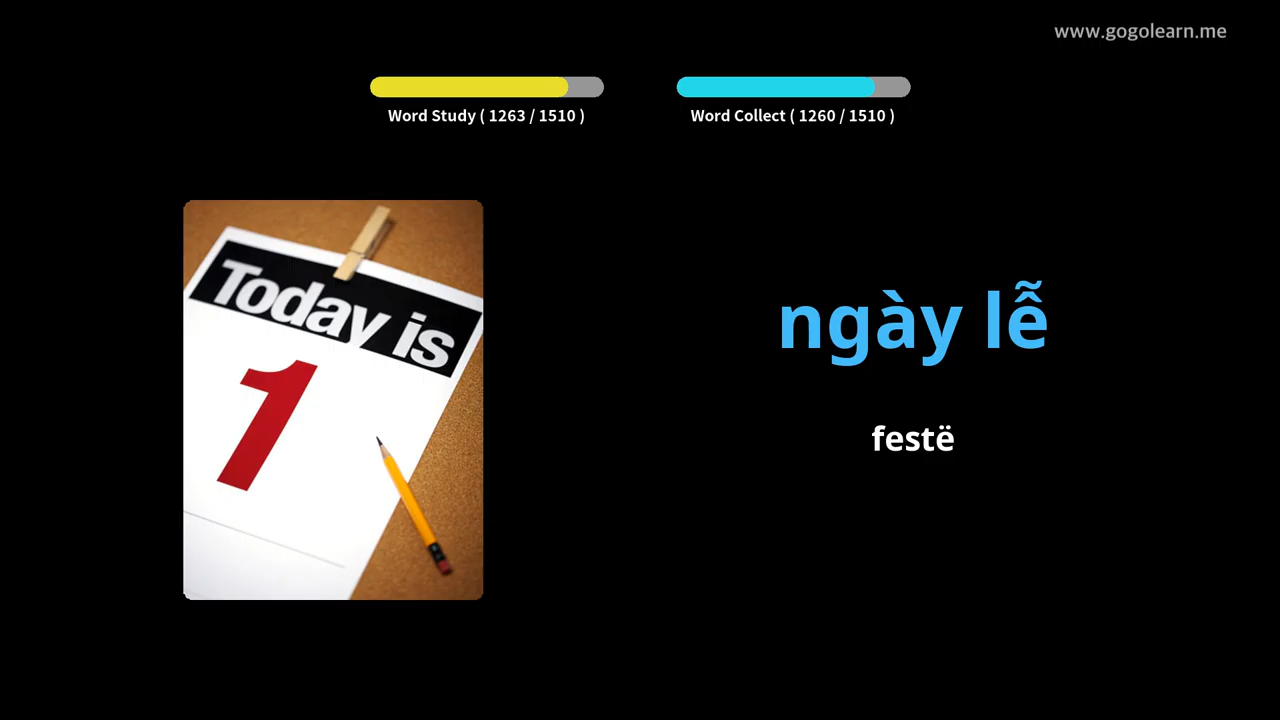 www.gogolearn.me
Word Study ( 1263 / 1510 )
Word Collect ( 1260 / 1510 )
Today is
1
ngày lễ
festë